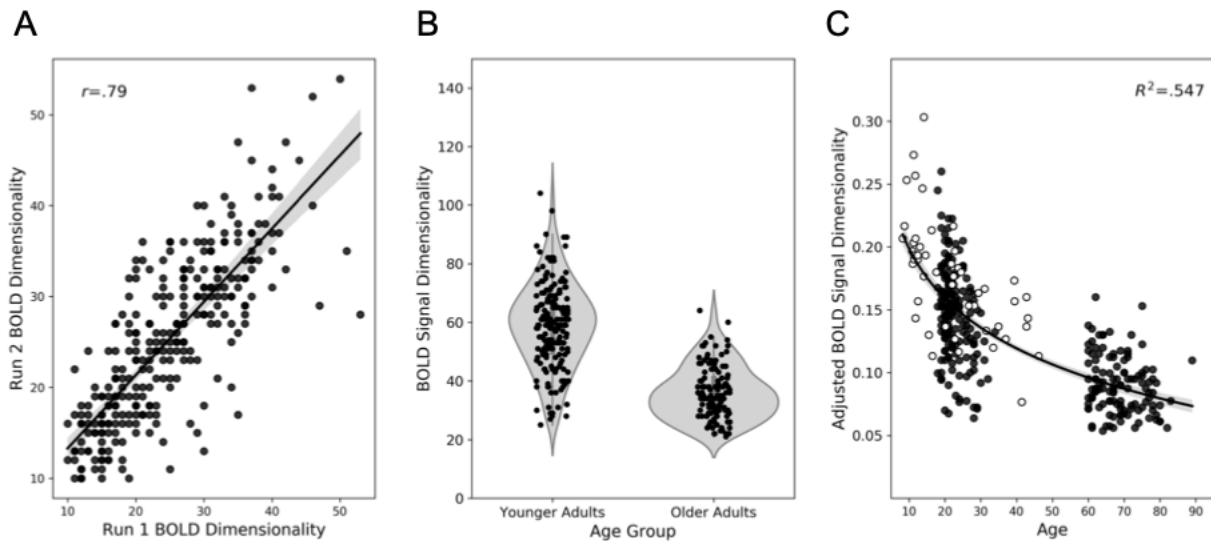 A
r=.79
50
40
30
20
10
10 20 30 40 50
Run 2 BOLD Dimensionality
Run 1 BOLD Dimensionality
B
140
120
100
80
60
40
20
0
BOLD Signal Dimensionality
Younger Adults Older Adults
Age Group
C
R²=.547
0.30
0.25
0.20
0.15
0.10
0.05
Adjusted BOLD Signal Dimensionality
10 20 30 40 50 60 70 80 90
Age